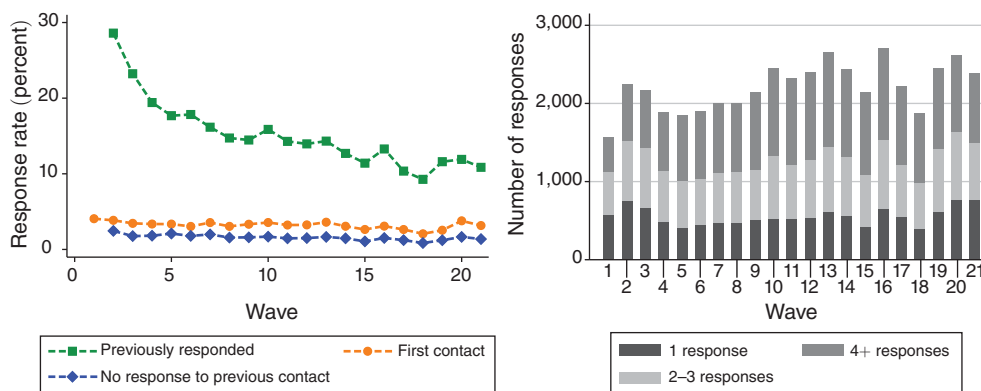 Response rate (percent)
30
20
10
0
0 5 10 15 20
Wave
Previously responded First contact
No response to previous contact
Number of responses
3,000
2,000
1,000
0
1 3 5 7 9 11 13 15 17 19 21
2 4 6 8 10 12 14 16 18 20
Wave
1 response 4+ responses
2–3 responses